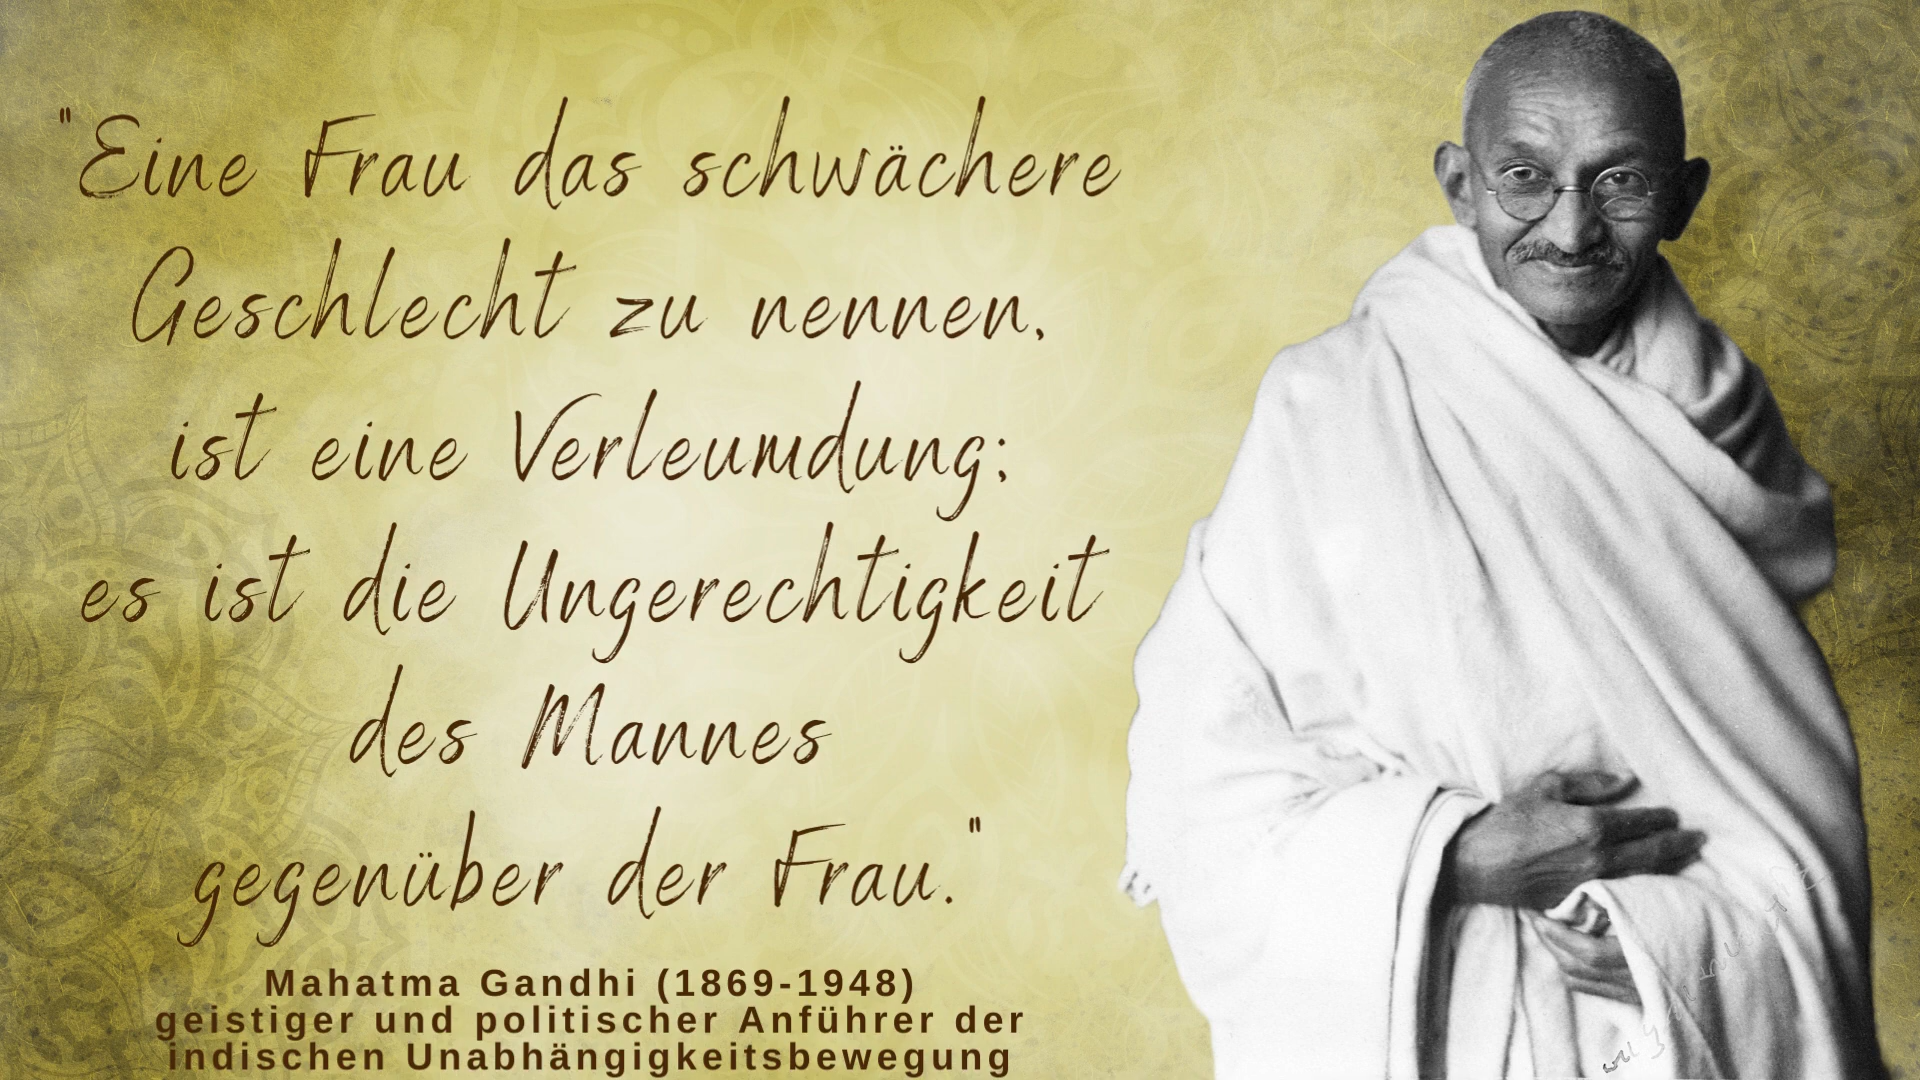 "Eine Frau das schwächere
Geschlecht zu nennen,
ist eine Verleumdung;
es ist die Ungerechtigkeit
des Mannes
gegenüber der Frau."
Mahatma Gandhi (1869-1948)
geistiger und politischer Anführer der
indischen Unabhängigkeitsbewegung